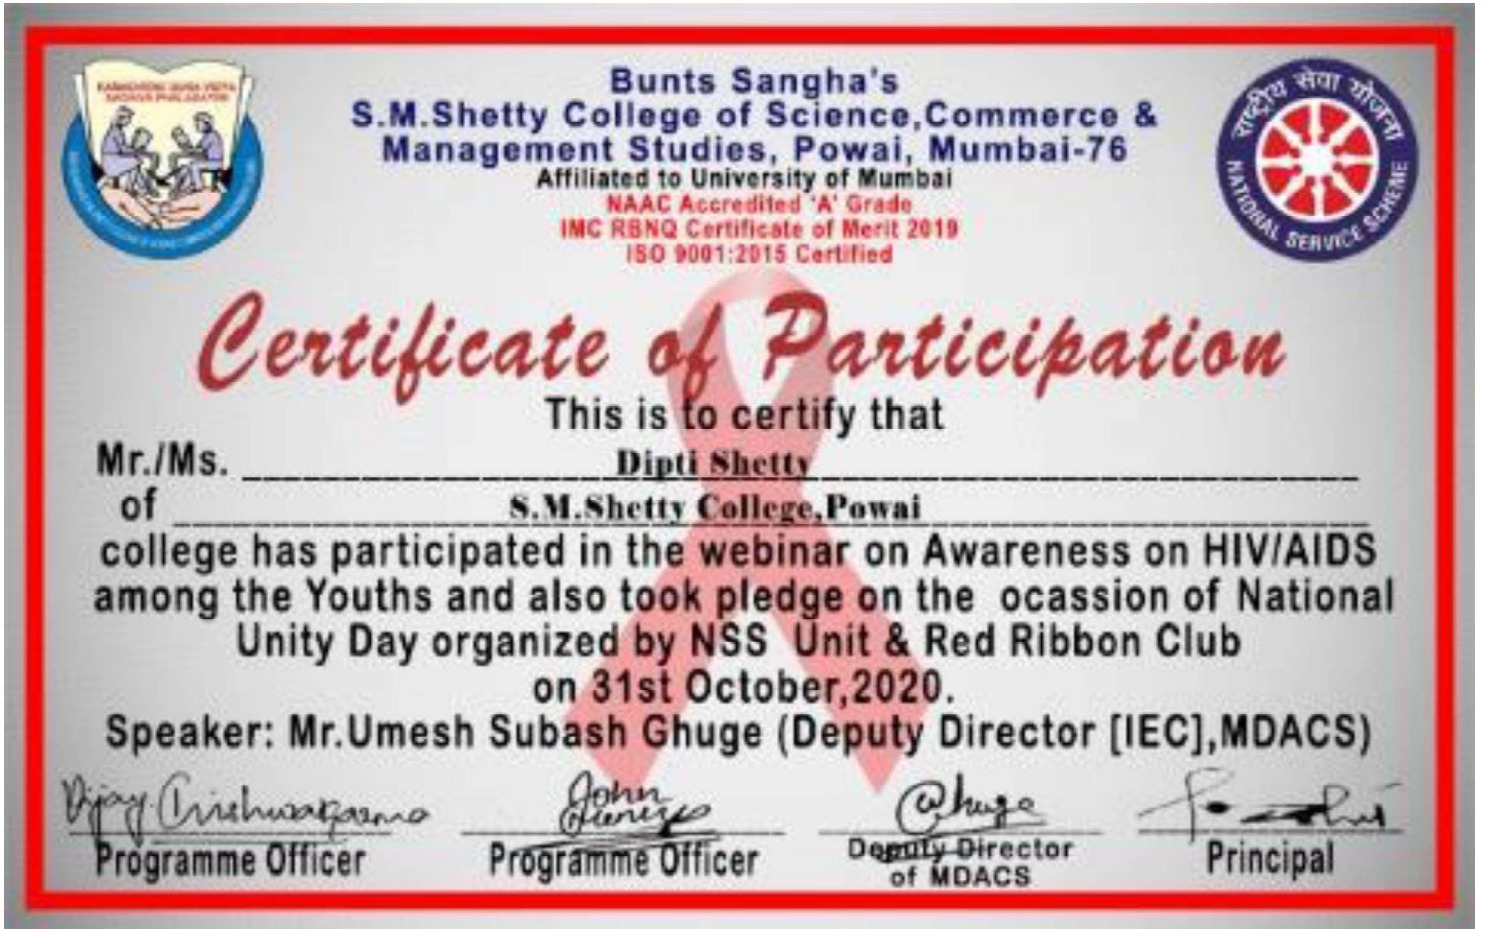 Bunts Sangha's
S.M.Shetty College of Science,Commerce &
Management Studies, Powai, Mumbai-76
Affiliated to University of Mumbai
NAAC Accredited 'A' Grade
IMC RBNQ Certificate of Merit 2019
ISO 9001:2015 Certified
राष्ट्रीय सेवा योजना
NATIONAL SERVICE SCHEME
Certificate of Participation
This is to certify that
Mr./Ms. Dipti Shetty
of S.M.Shetty College,Powai
college has participated in the webinar on Awareness on HIV/AIDS
among the Youths and also took pledge on the ocassion of National
Unity Day organized by NSS Unit & Red Ribbon Club
on 31st October,2020.
Speaker: Mr.Umesh Subash Ghuge (Deputy Director [IEC],MDACS)
Vijay Vishwakarma John Ghuge
Programme Officer Programme Officer Deputy Director Principal
of MDACS